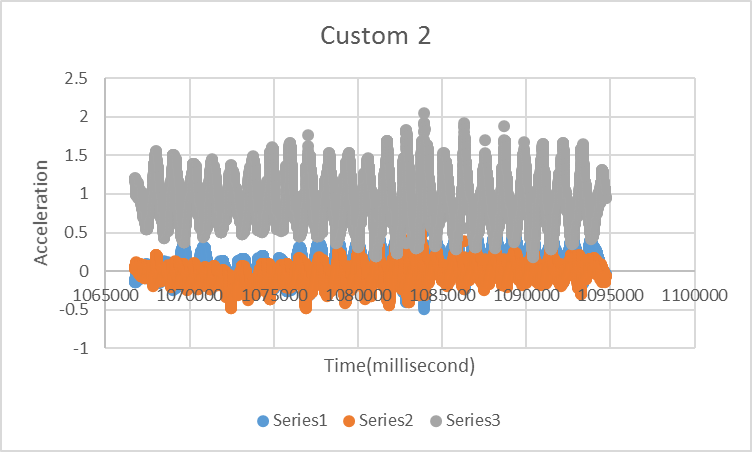 Custom 2
2.5
2
1.5
1
0.5
0
-0.5
-1
Acceleration
1065000 1070000 1075000 1080000 1085000 1090000 1095000 1100000
Time(millisecond)
Series1 Series2 Series3